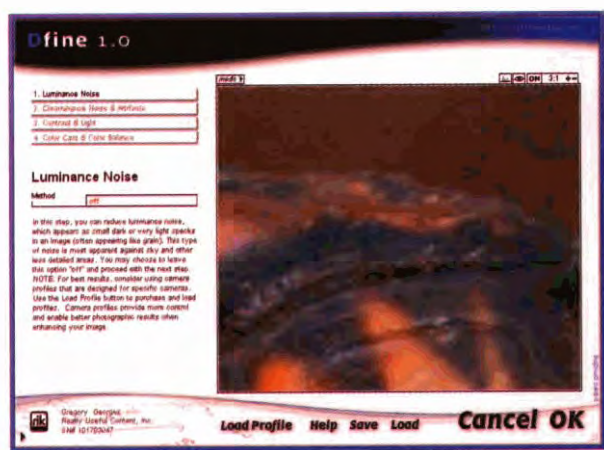 Dfine 1.0
mode
ON 3:1
1. Luminance Noise
2. Chrominance Noise & Artifacts
3. Contrast & Light
4. Color Cast & Color Balance
Luminance Noise
Method off
In this step, you can reduce luminance noise,
which appears as small dark or very light specks
in an image (often appearing like grain). This type
of noise is most apparent against sky and other
less detailed areas. You may choose to leave
this option "off" and proceed with the next step.
NOTE: For best results, consider using camera
profiles that are designed for specific cameras.
Use the Load Profile button to purchase and load
profiles. Camera profiles provide more control
and enable better photographic results when
enhancing your image.
nik
Gregory Georges
Really Useful Content, Inc.
Load Profile Help Save Load Cancel OK